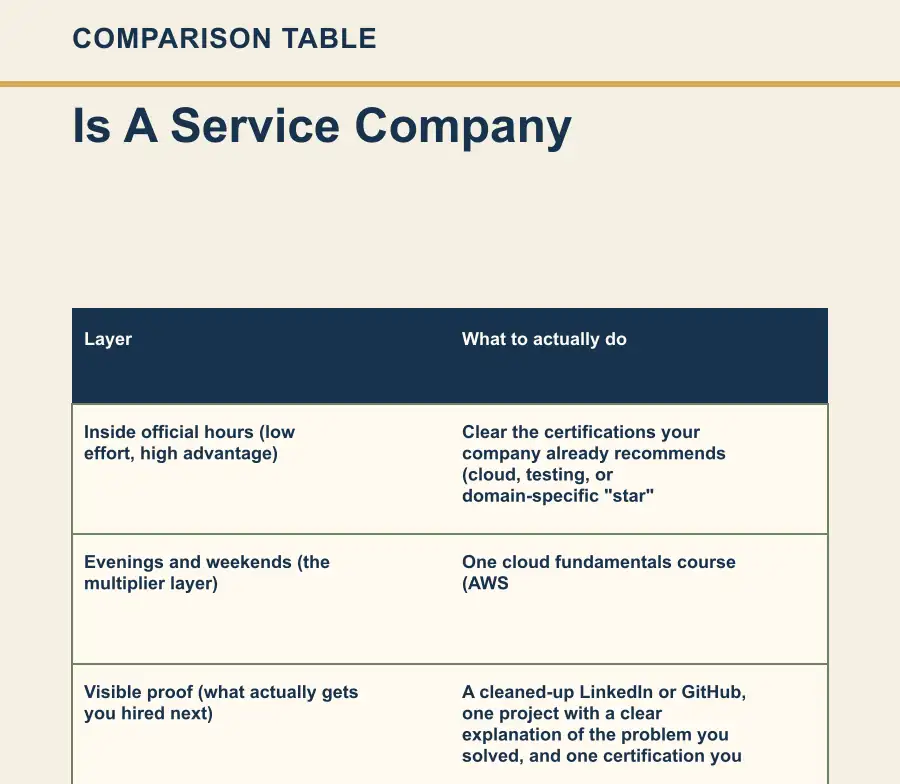 COMPARISON TABLE
Is A Service Company
Layer
What to actually do
Inside official hours (low
effort, high advantage)
Clear the certifications your
company already recommends
(cloud, testing, or
domain-specific "star"
Evenings and weekends (the
multiplier layer)
One cloud fundamentals course
(AWS
Visible proof (what actually gets
you hired next)
A cleaned-up LinkedIn or GitHub,
one project with a clear
explanation of the problem you
solved, and one certification you